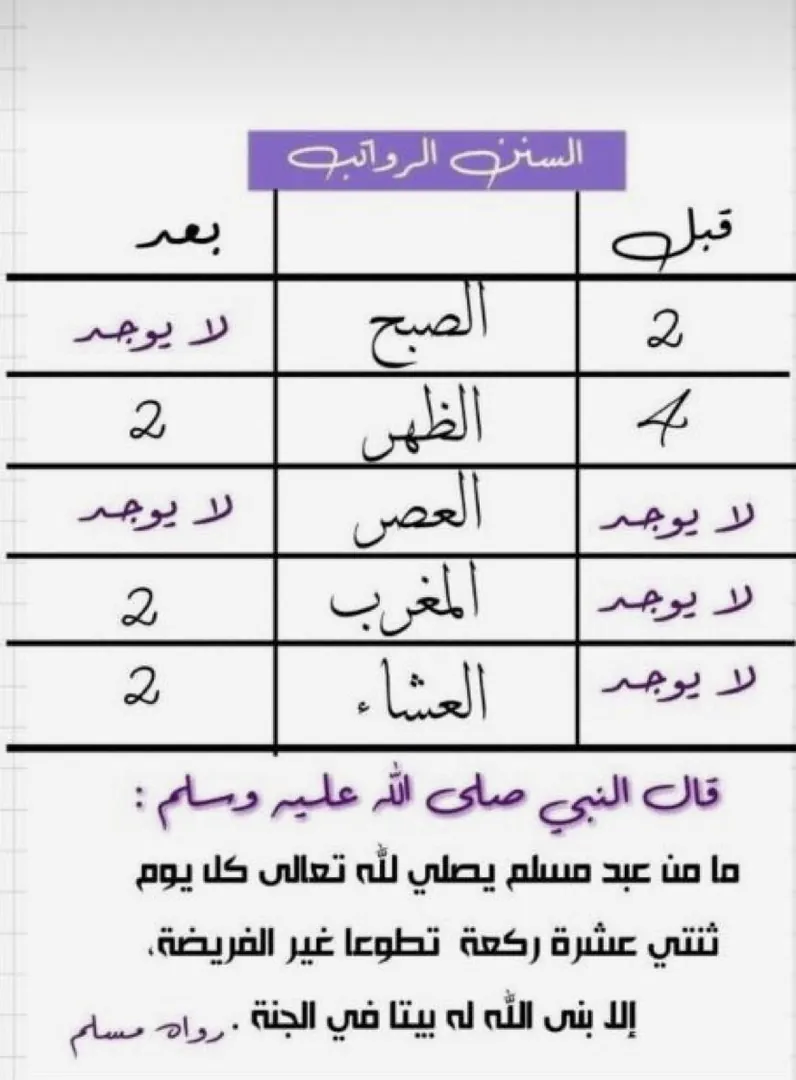 السنن الرواتب
قبل بعد
2 الصبح لا يوجد
4 الظهر 2
لا يوجد العصر لا يوجد
لا يوجد المغرب 2
لا يوجد العشاء 2
قال النبي صلى الله عليه وسلم :
ما من عبد مسلم يصلي لله تعالى كل يوم
ثنتي عشرة ركعة تطوعا غير الفريضة،
إلا بنى الله له بيتا في الجنة . رواه مسلم